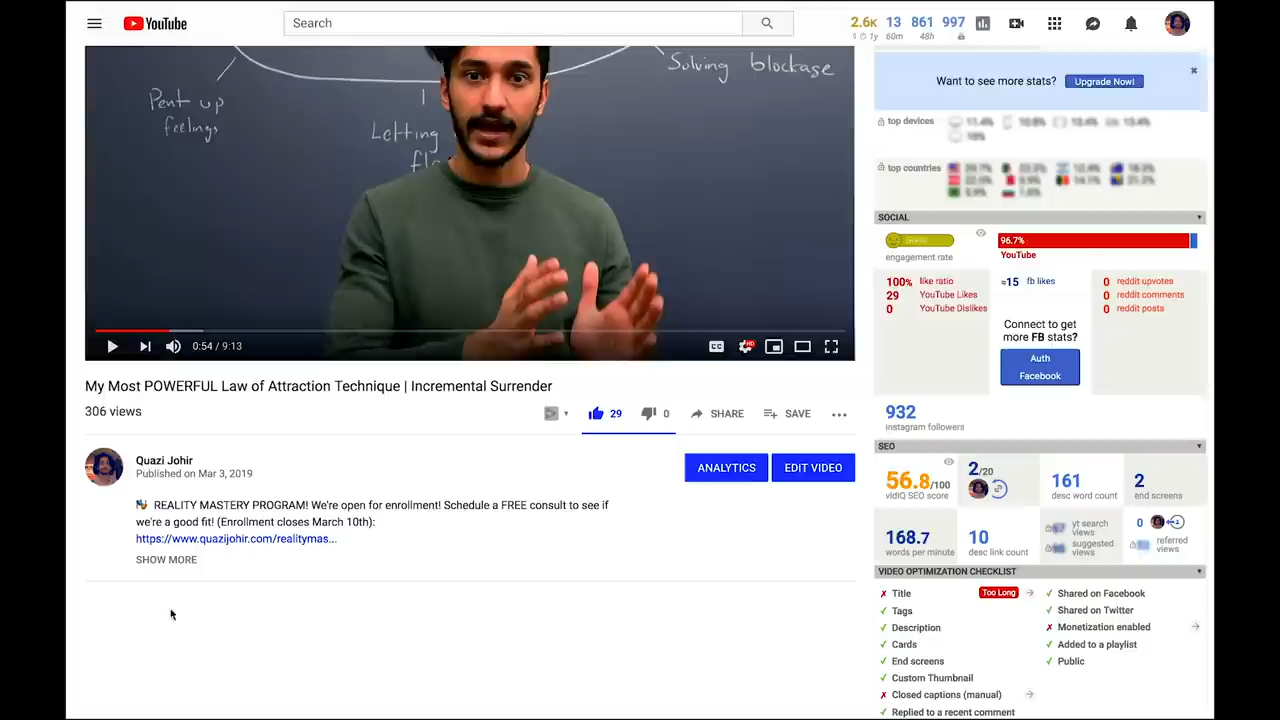 YouTube
Search
2.6K 13 861 997
1y 60m 48h
Pent up
feelings
Letting
Solving blockase
0:54 / 9:13
CC
HD
My Most POWERFUL Law of Attraction Technique | Incremental Surrender
306 views
29 0 SHARE SAVE
Quazi Johir
Published on Mar 3, 2019
ANALYTICS EDIT VIDEO
REALITY MASTERY PROGRAM! We're open for enrollment! Schedule a FREE consult to see if
we're a good fit! (Enrollment closes March 10th):
https://www.quazijohir.com/realitymas...
SHOW MORE
Want to see more stats? Upgrade Now!
top devices
top countries
SOCIAL
engagement rate
96.7%
YouTube
100% like ratio
29 YouTube Likes
0 YouTube Dislikes
15 fb likes
Connect to get
more FB stats?
Auth
Facebook
0 reddit upvotes
0 reddit comments
0 reddit posts
932
instagram followers
SEO
56.8/100
vidIQ SEO score
2/20
161
desc word count
2
end screens
168.7
words per minute
10
desc link count
yt search
views
suggested
views
0
referred
views
VIDEO OPTIMIZATION CHECKLIST
✗ Title Too Long
✓ Tags
✓ Description
✓ Cards
✓ End screens
✓ Custom Thumbnail
✗ Closed captions (manual)
✓ Replied to a recent comment
✓ Shared on Facebook
✓ Shared on Twitter
✗ Monetization enabled
✓ Added to a playlist
✓ Public